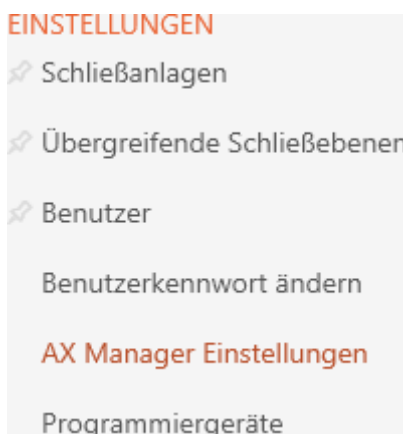 EINSTELLUNGEN
Schließanlagen
Übergreifende Schließebenen
Benutzer
Benutzerkennwort ändern
AX Manager Einstellungen
Programmiergeräte